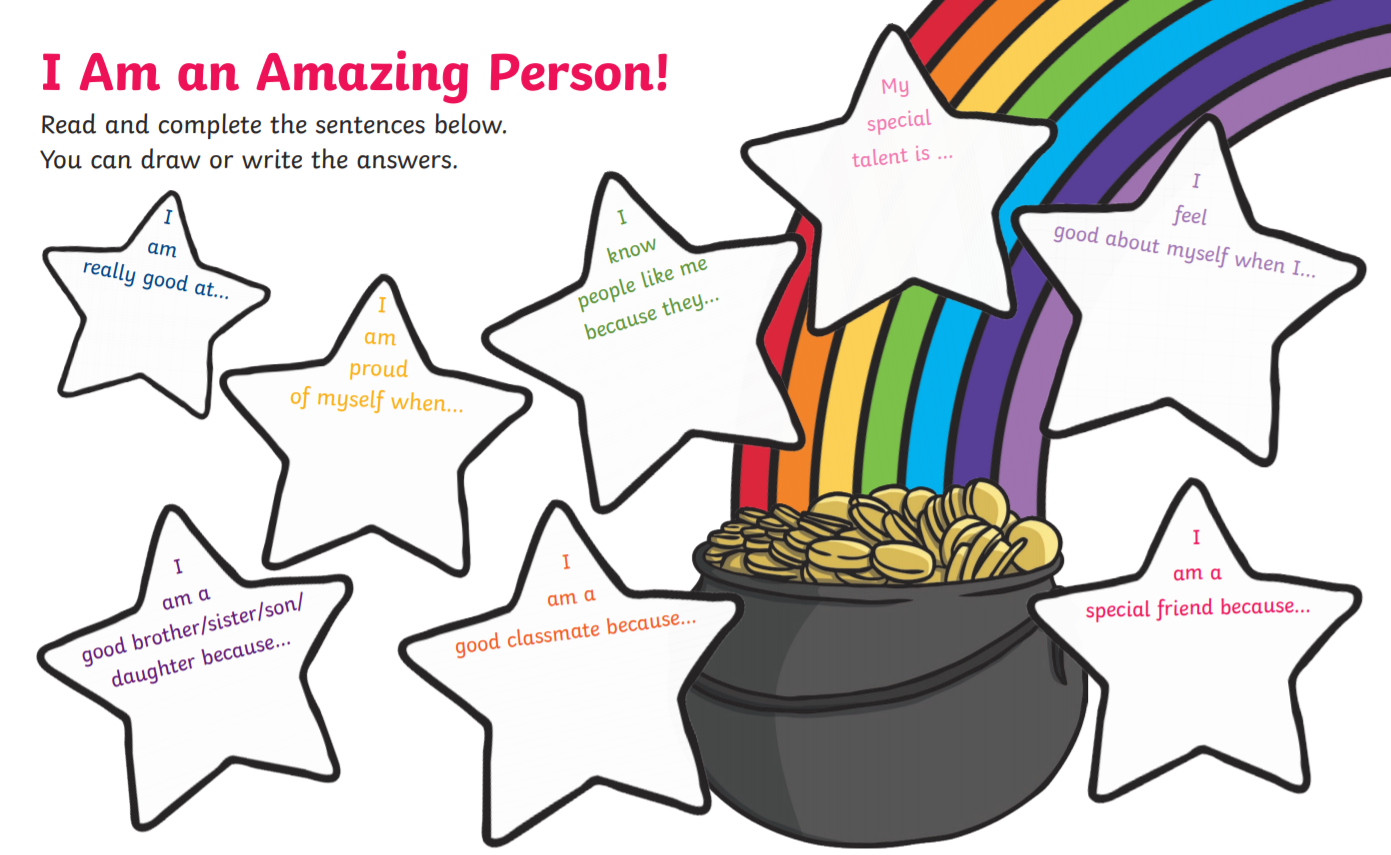 I Am an Amazing Person!
Read and complete the sentences below.
You can draw or write the answers.
I
am
really good at...
I
am
proud
of myself when...
I
know
people like me
because they...
My
special
talent is ...
I
feel
good about myself when I...
I
am a
good brother/sister/son/
daughter because...
I
am a
good classmate because...
I
am a
special friend because...